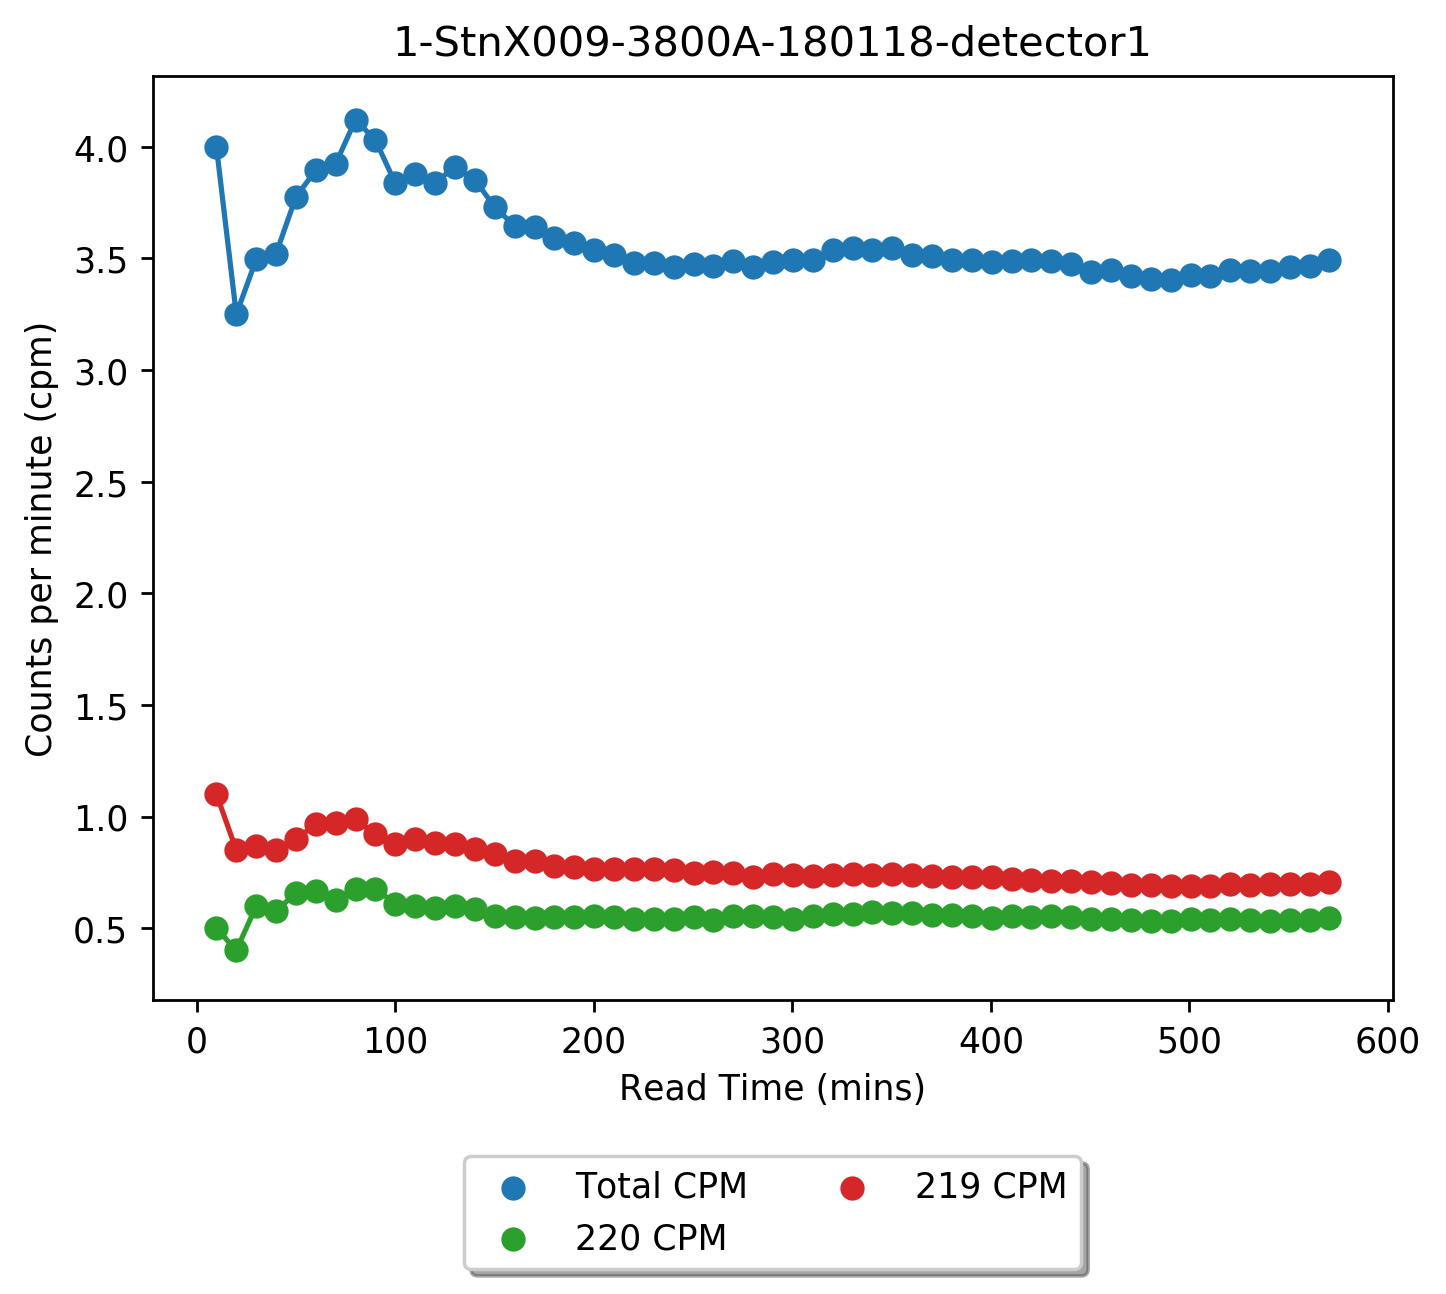 1-StnX009-3800A-180118-detector1
Counts per minute (cpm)
4.0
3.5
3.0
2.5
2.0
1.5
1.0
0.5
0 100 200 300 400 500 600
Read Time (mins)
Total CPM 219 CPM
220 CPM